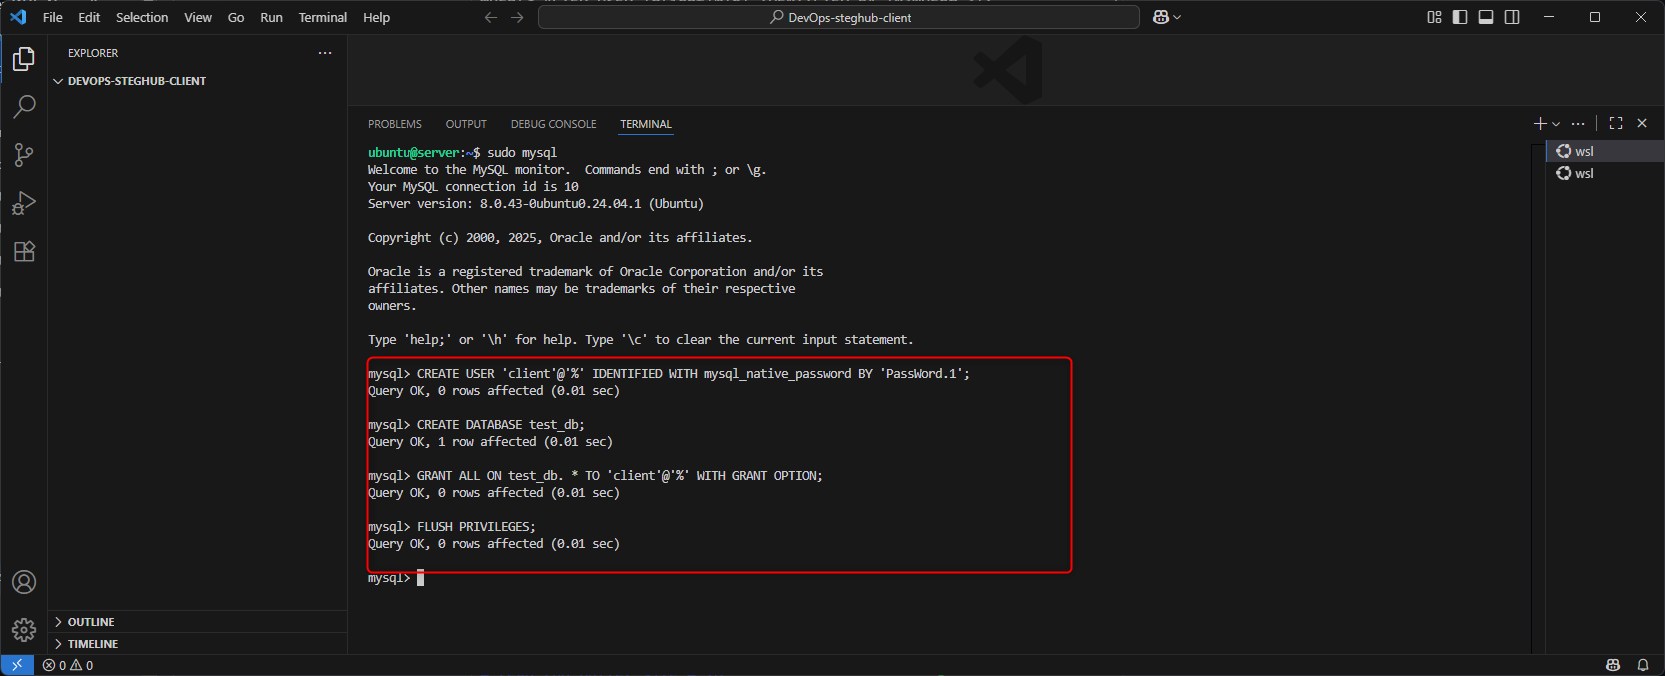 File Edit Selection View Go Run Terminal Help
DevOps-steghub-client
EXPLORER
DEVOPS-STEGHUB-CLIENT
PROBLEMS OUTPUT DEBUG CONSOLE TERMINAL
wsl
wsl
ubuntu@server:~$ sudo mysql
Welcome to the MySQL monitor.  Commands end with ; or \g.
Your MySQL connection id is 10
Server version: 8.0.43-0ubuntu0.24.04.1 (Ubuntu)
Copyright (c) 2000, 2025, Oracle and/or its affiliates.
Oracle is a registered trademark of Oracle Corporation and/or its
affiliates. Other names may be trademarks of their respective
owners.
Type 'help;' or '\h' for help. Type '\c' to clear the current input statement.
mysql> CREATE USER 'client'@'%' IDENTIFIED WITH mysql_native_password BY 'PassWord.1';
Query OK, 0 rows affected (0.01 sec)
mysql> CREATE DATABASE test_db;
Query OK, 1 row affected (0.01 sec)
mysql> GRANT ALL ON test_db. * TO 'client'@'%' WITH GRANT OPTION;
Query OK, 0 rows affected (0.01 sec)
mysql> FLUSH PRIVILEGES;
Query OK, 0 rows affected (0.01 sec)
mysql>
OUTLINE
TIMELINE
0 0